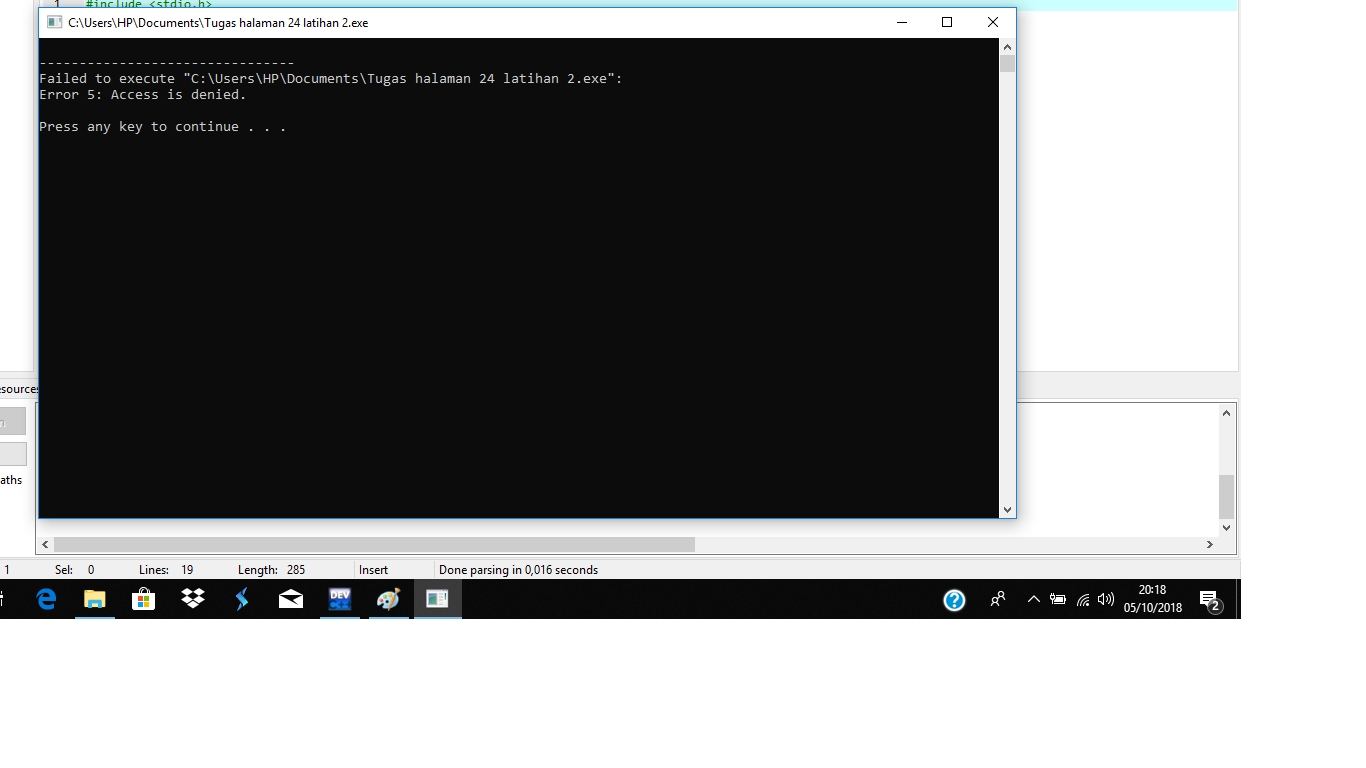 1 #include <stdio.h>
C:\Users\HP\Documents\Tugas halaman 24 latihan 2.exe
--------------------------------
Failed to execute "C:\Users\HP\Documents\Tugas halaman 24 latihan 2.exe":
Error 5: Access is denied.
Press any key to continue . . .
esources
aths
1 Sel: 0 Lines: 19 Length: 285 Insert Done parsing in 0,016 seconds
DEV
20:18
05/10/2018
2